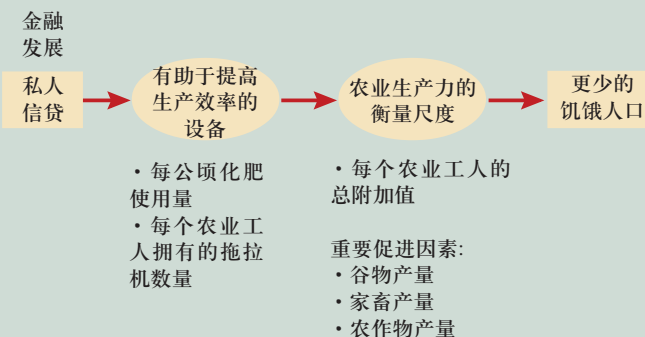 金融
发展
私人
信贷
有助于提高
生产效率的
设备
农业生产力的
衡量尺度
更少的
饥饿人口
・每公顷化肥
使用量
・每个农业工
人拥有的拖拉
机数量
・每个农业工人的
总附加值
重要促进因素:
・谷物产量
・家畜产量
・农作物产量